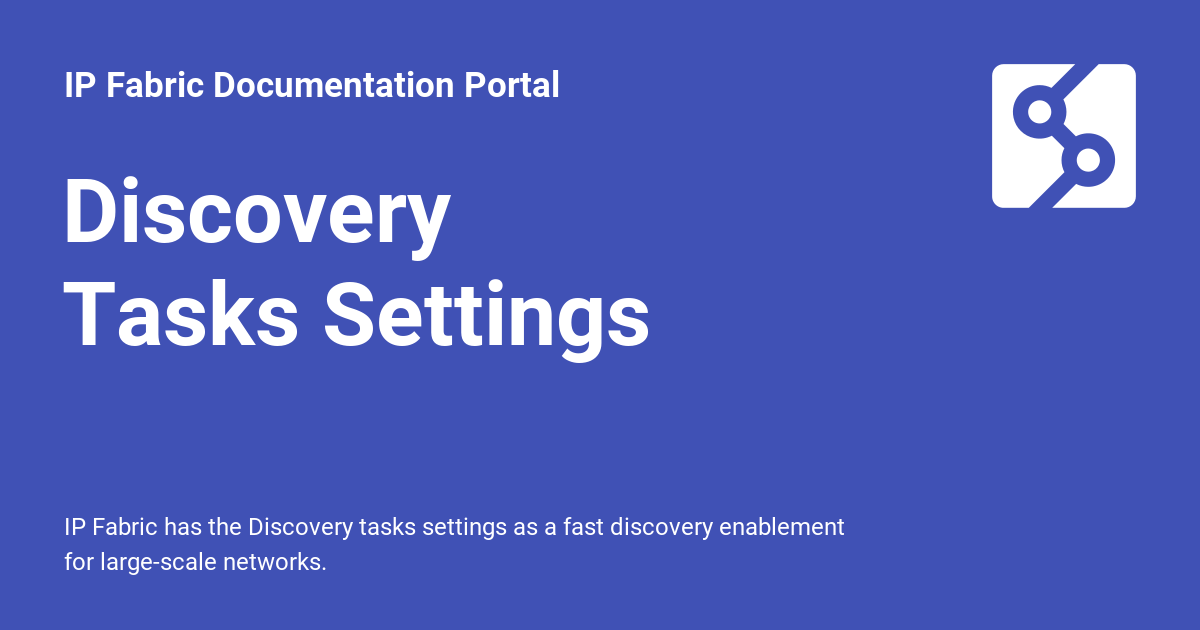 IP Fabric Documentation Portal
Discovery
Tasks Settings
IP Fabric has the Discovery tasks settings as a fast discovery enablement
for large-scale networks.